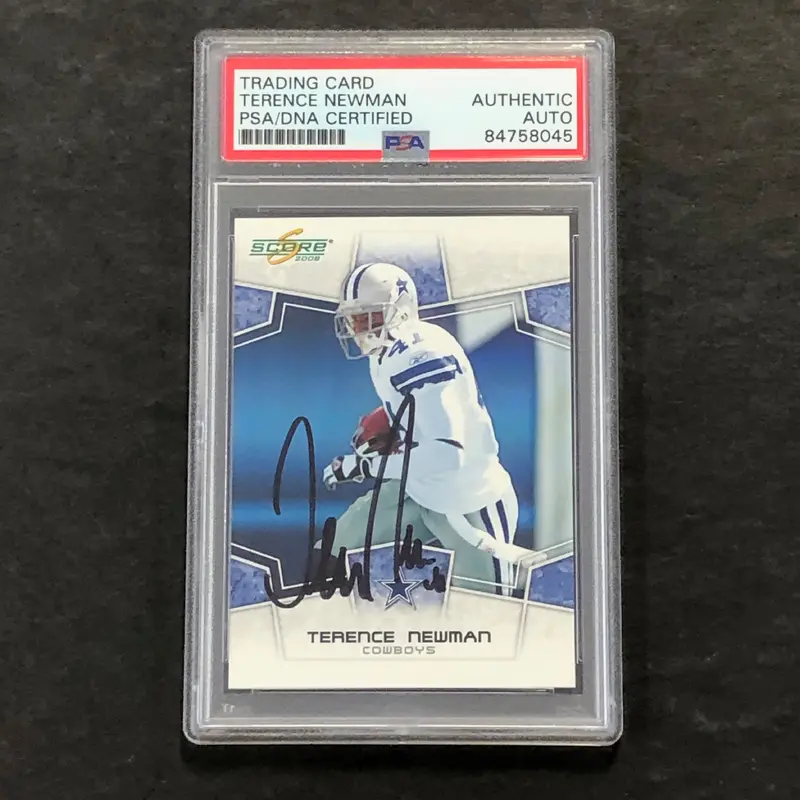 TRADING CARD
TERENCE NEWMAN
PSA/DNA CERTIFIED
AUTHENTIC
AUTO
84758045
PSA
SCORE
2008
41
TERENCE NEWMAN
COWBOYS